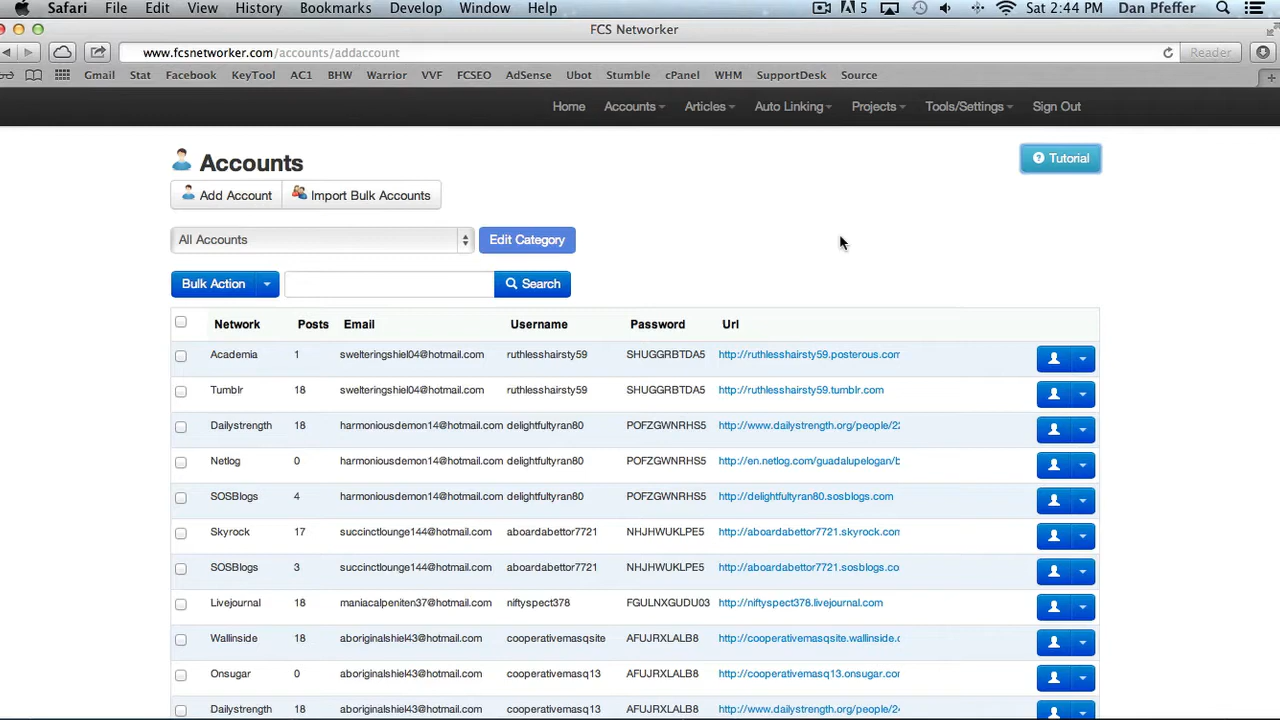 Safari File Edit View History Bookmarks Develop Window Help 5 Sat 2:44 PM Dan Pfeffer
FCS Networker
www.fcsnetworker.com/accounts/addaccount Reader
Gmail Stat Facebook KeyTool AC1 BHW Warrior VVF FCSEO AdSense Ubot Stumble cPanel WHM SupportDesk Source
Home Accounts Articles Auto Linking Projects Tools/Settings Sign Out
Accounts Tutorial
Add Account Import Bulk Accounts
All Accounts Edit Category
Bulk Action Search
Network Posts Email Username Password Url
Academia 1 swelteringshiel04@hotmail.com ruthlesshairsty59 SHUGGRBTDA5 http://ruthlesshairsty59.posterous.com
Tumblr 18 swelteringshiel04@hotmail.com ruthlesshairsty59 SHUGGRBTDA5 http://ruthlesshairsty59.tumblr.com
Dailystrength 18 harmoniousdemon14@hotmail.com delightfultyran80 POFZGWNRHS5 http://www.dailystrength.org/people/22
Netlog 0 harmoniousdemon14@hotmail.com delightfultyran80 POFZGWNRHS5 http://en.netlog.com/guadalupelogan/b
SOSBlogs 4 harmoniousdemon14@hotmail.com delightfultyran80 POFZGWNRHS5 http://delightfultyran80.sosblogs.com
Skyrock 17 succinctlounge144@hotmail.com aboardabettor7721 NHJHWUKLPE5 http://aboardabettor7721.skyrock.com
SOSBlogs 3 succinctlounge144@hotmail.com aboardabettor7721 NHJHWUKLPE5 http://aboardabettor7721.sosblogs.co
Livejournal 18 maniacalpeniten37@hotmail.com niftyspect378 FGULNXGUDU03 http://niftyspect378.livejournal.com
Wallinside 18 aboriginalshiel43@hotmail.com cooperativemasqsite AFUJRXLALB8 http://cooperativemasqsite.wallinside.c
Onsugar 0 aboriginalshiel43@hotmail.com cooperativemasq13 AFUJRXLALB8 http://cooperativemasq13.onsugar.cor
Dailystrength 18 aboriginalshiel43@hotmail.com cooperativemasq13 AFUJRXLALB8 http://www.dailystrength.org/people/24